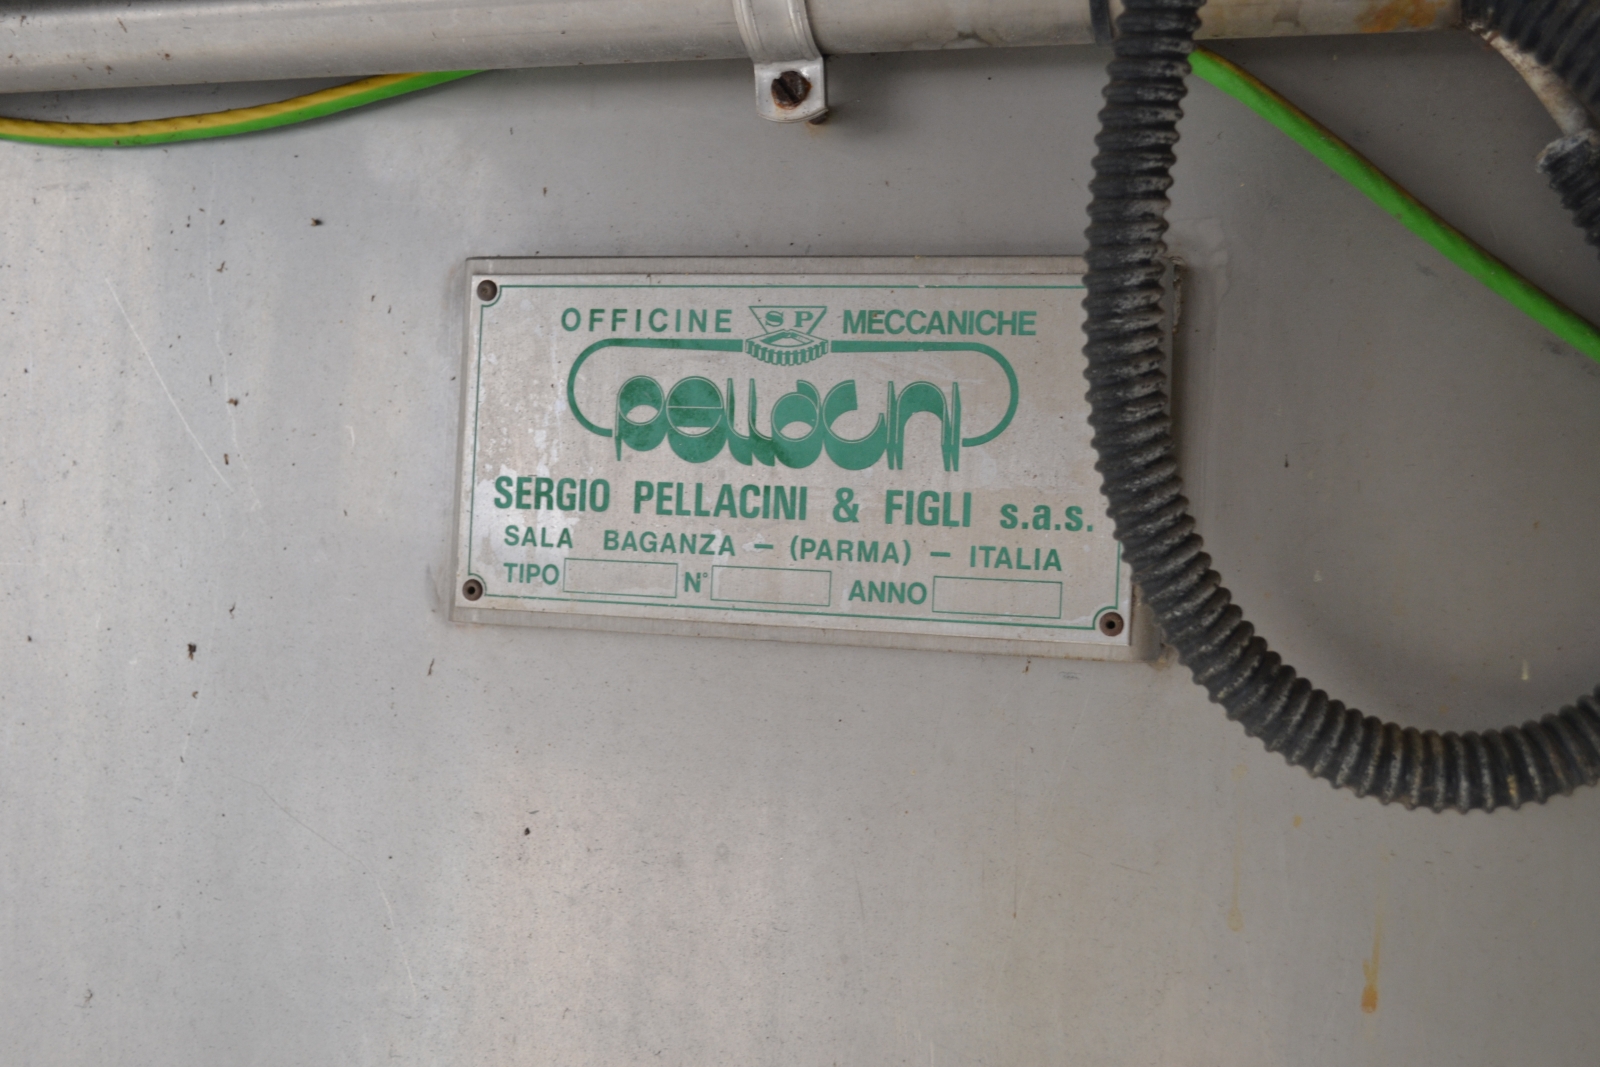 OFFICINE SP MECCANICHE
pellacini
SERGIO PELLACINI & FIGLI s.a.s.
SALA BAGANZA – (PARMA) – ITALIA
TIPO N° ANNO